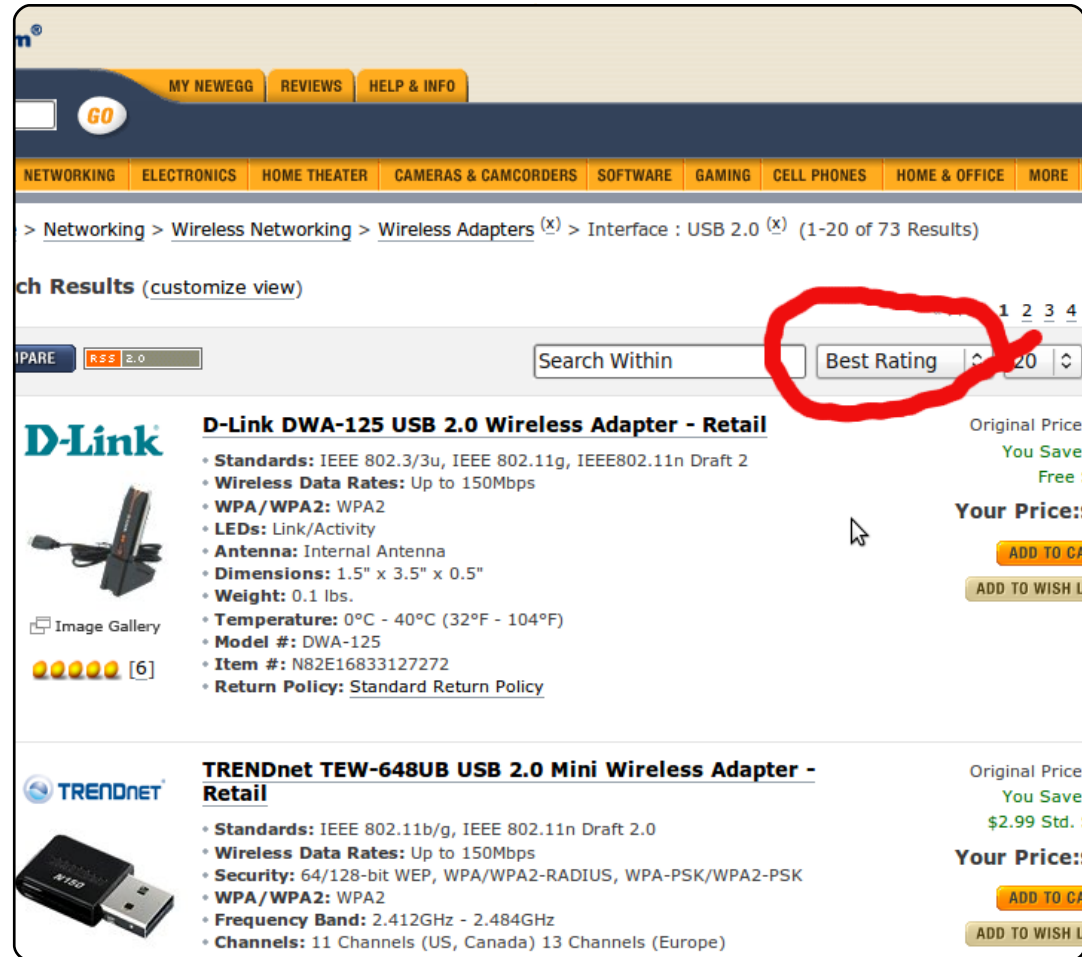 m®
MY NEWEGG REVIEWS HELP & INFO
GO
NETWORKING ELECTRONICS HOME THEATER CAMERAS & CAMCORDERS SOFTWARE GAMING CELL PHONES HOME & OFFICE MORE
> Networking > Wireless Networking > Wireless Adapters (x) > Interface : USB 2.0 (x) (1-20 of 73 Results)
ch Results (customize view)
1 2 3 4
MPARE RSS 2.0 Search Within Best Rating 20
D-Link
D-Link DWA-125 USB 2.0 Wireless Adapter - Retail
• Standards: IEEE 802.3/3u, IEEE 802.11g, IEEE802.11n Draft 2
• Wireless Data Rates: Up to 150Mbps
• WPA/WPA2: WPA2
• LEDs: Link/Activity
• Antenna: Internal Antenna
• Dimensions: 1.5" x 3.5" x 0.5"
• Weight: 0.1 lbs.
• Temperature: 0°C - 40°C (32°F - 104°F)
• Model #: DWA-125
• Item #: N82E16833127272
• Return Policy: Standard Return Policy
Image Gallery
[6]
Original Price
You Save
Free
Your Price:
ADD TO CA
ADD TO WISH L
TRENDNET
TRENDnet TEW-648UB USB 2.0 Mini Wireless Adapter -
Retail
• Standards: IEEE 802.11b/g, IEEE 802.11n Draft 2.0
• Wireless Data Rates: Up to 150Mbps
• Security: 64/128-bit WEP, WPA/WPA2-RADIUS, WPA-PSK/WPA2-PSK
• WPA/WPA2: WPA2
• Frequency Band: 2.412GHz - 2.484GHz
• Channels: 11 Channels (US, Canada) 13 Channels (Europe)
N150
Original Price
You Save
$2.99 Std.
Your Price:
ADD TO CA
ADD TO WISH L